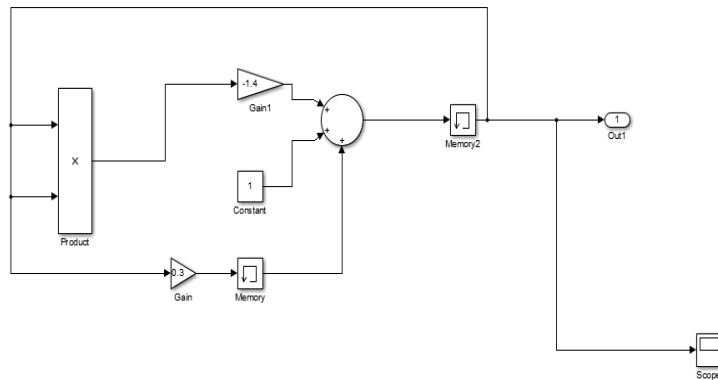 -1.4
Gain1
+
+
+
1
Constant
X
Product
0.3
Gain
Memory
Memory2
1
Out1
Scope